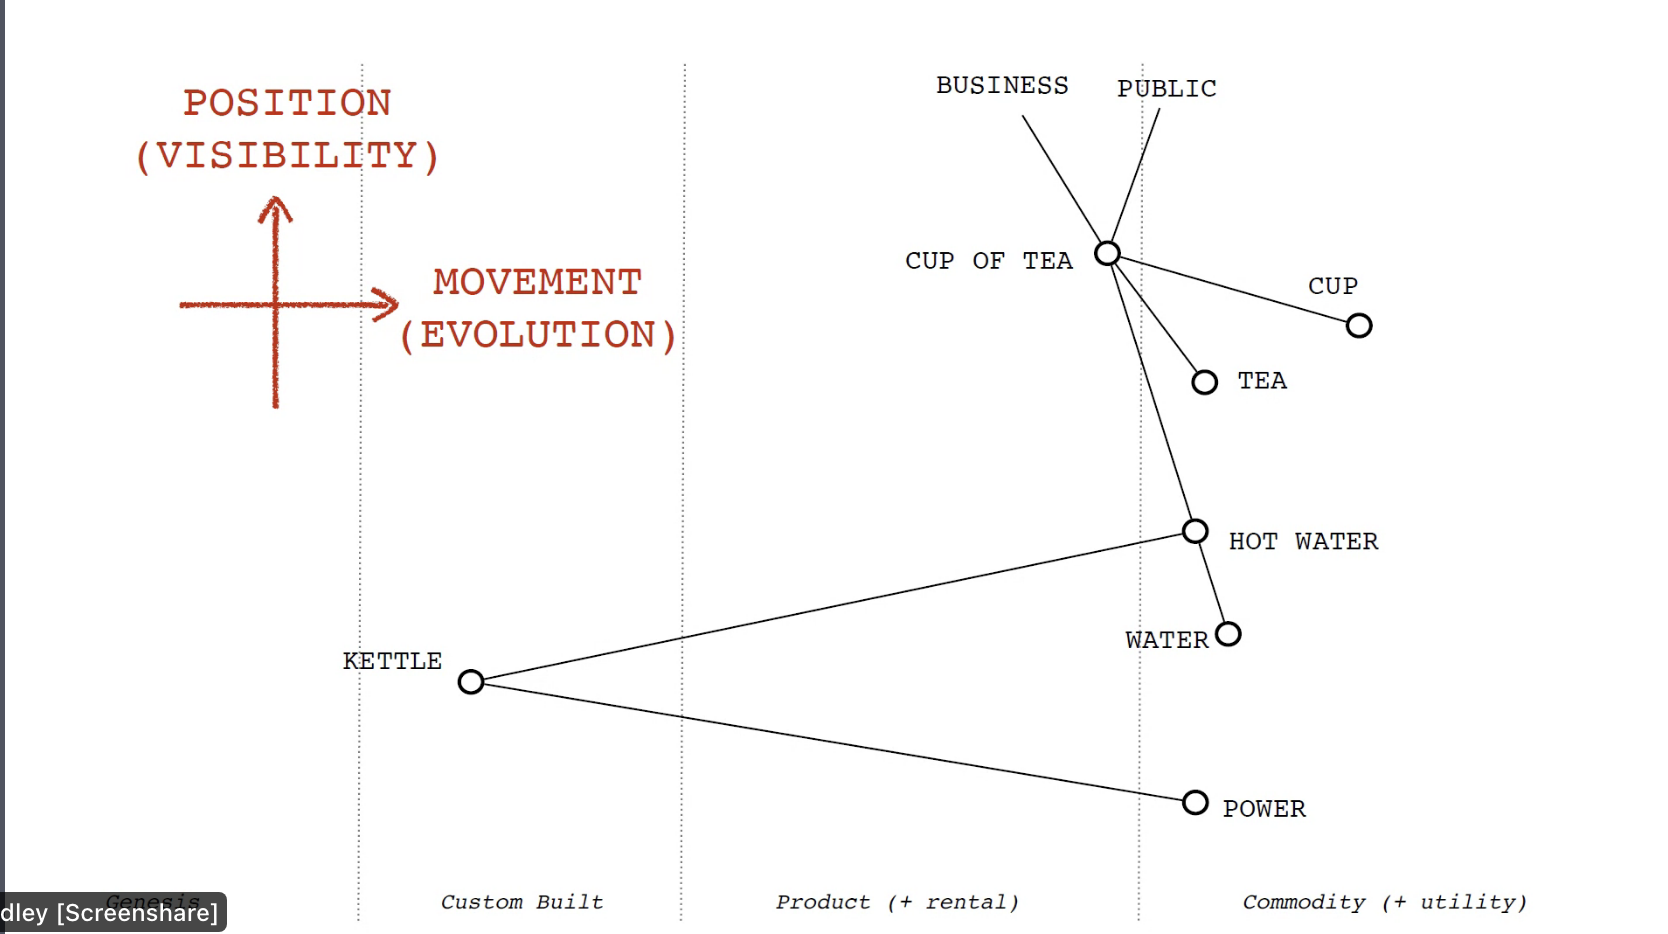 POSITION
(VISIBILITY)
MOVEMENT
(EVOLUTION)
BUSINESS
PUBLIC
CUP OF TEA
CUP
TEA
HOT WATER
WATER
KETTLE
POWER
Genesis
Custom Built
Product (+ rental)
Commodity (+ utility)
dley [Screenshare]